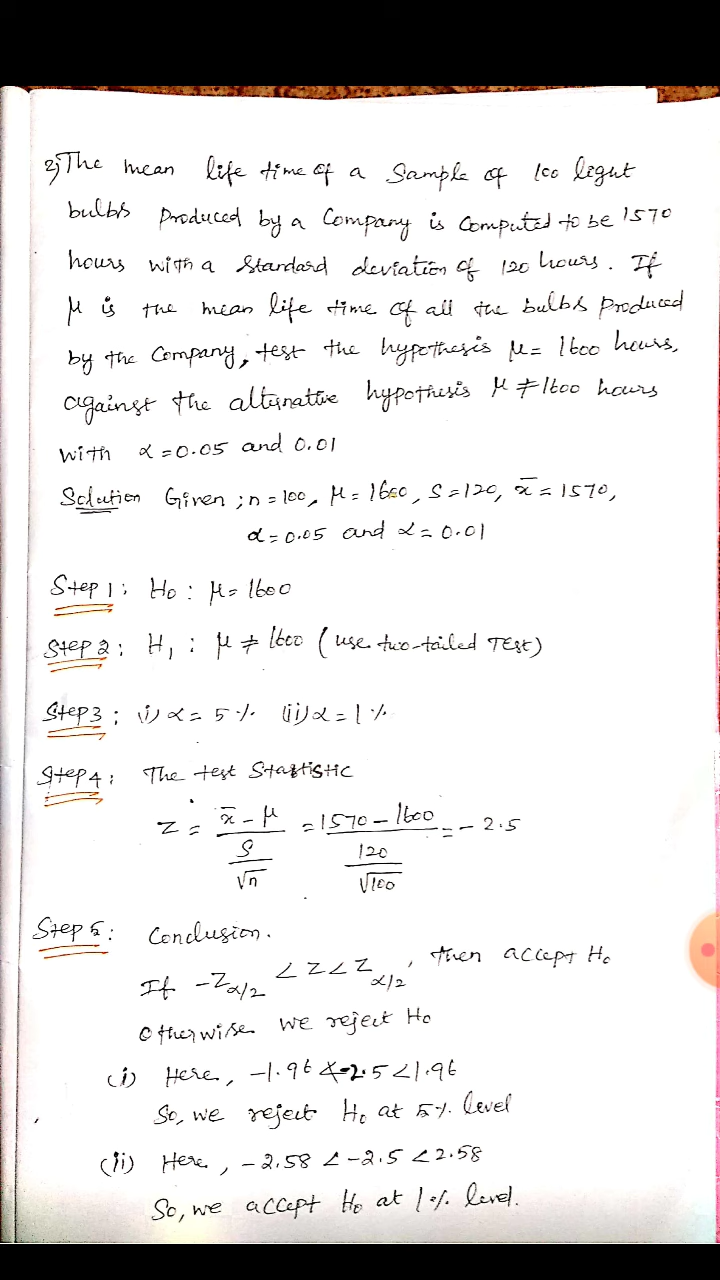 2) The mean life time of a Sample of 100 light
bulbs Produced by a Company is Computed to be 1570
hours with a Standard deviation of 120 hours. If
μ is the mean life time of all the bulbs produced
by the Company, test the hypothesis μ = 1600 hours,
against the alternative hypothesis μ ≠ 1600 hours
with α = 0.05 and 0.01
Solution Given ; n = 100, μ = 1600, S = 120, x̄ = 1570,
α = 0.05 and α = 0.01
Step 1: H₀ : μ = 1600
Step 2: H₁ : μ ≠ 1600 (use two-tailed TEst)
Step 3: (i) α = 5% (ii) α = 1%
Step 4: The test Stastistic
Z = (x̄ - μ) / (S/√n) = (1570 - 1600) / (120/√100) = -2.5
Step 5: Conclusion.
If -Z_α/2 < Z < Z_α/2, then accept H₀
Otherwise we reject H₀
(i) Here, -1.96 ≮ -2.5 < 1.96
So, we reject H₀ at 5% level
(ii) Here, -2.58 < -2.5 < 2.58
So, we accept H₀ at 1% level.